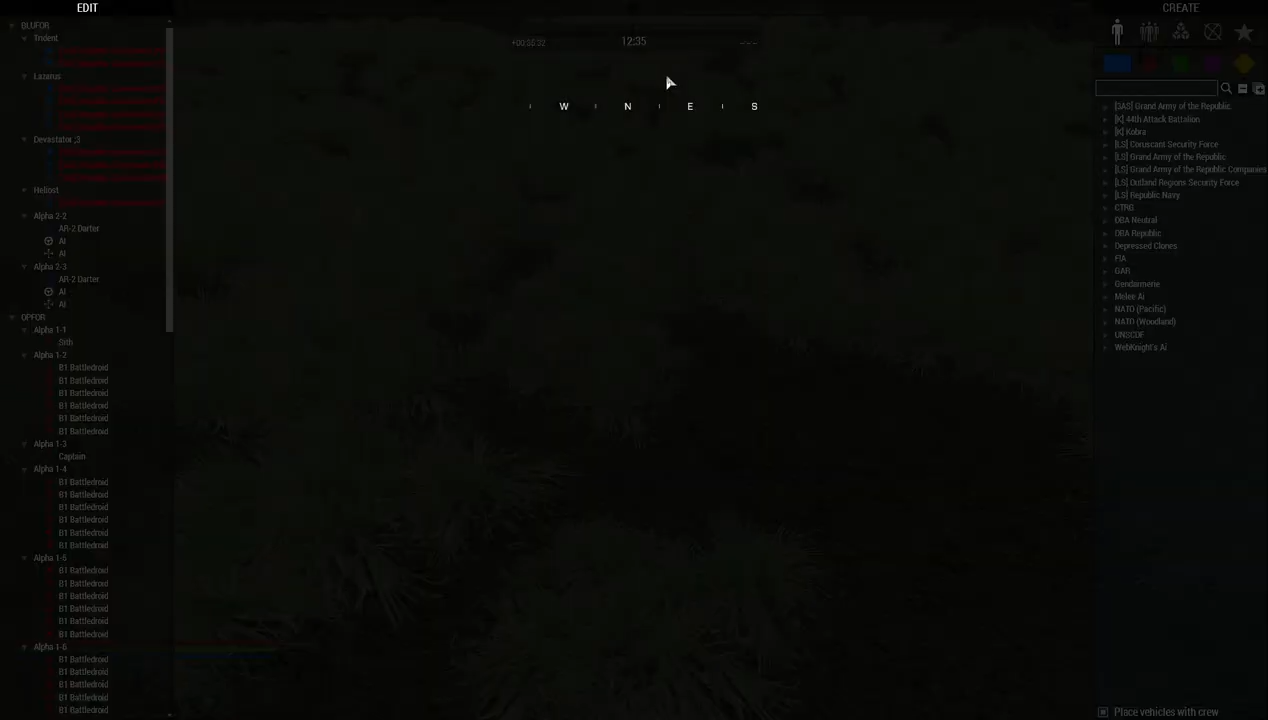 EDIT
CREATE
BLUFOR
Trident
Lazarus
Devastator ;3
Heliost
Alpha 2-2
AR-2 Darter
AI
AI
Alpha 2-3
AR-2 Darter
AI
AI
OPFOR
Alpha 1-1
Sith
Alpha 1-2
B1 Battledroid
B1 Battledroid
B1 Battledroid
B1 Battledroid
B1 Battledroid
B1 Battledroid
Alpha 1-3
Captain
Alpha 1-4
B1 Battledroid
B1 Battledroid
B1 Battledroid
B1 Battledroid
B1 Battledroid
B1 Battledroid
Alpha 1-5
B1 Battledroid
B1 Battledroid
B1 Battledroid
B1 Battledroid
B1 Battledroid
B1 Battledroid
Alpha 1-6
B1 Battledroid
B1 Battledroid
B1 Battledroid
B1 Battledroid
B1 Battledroid
+00:35:32
12:35
---
W N E S
[3AS] Grand Army of the Republic
[K] 44th Attack Battalion
[K] Kobra
[LS] Coruscant Security Force
[LS] Grand Army of the Republic
[LS] Grand Army of the Republic Companies
[LS] Outland Regions Security Force
[LS] Republic Navy
CTRG
DBA Neutral
DBA Republic
Depressed Clones
FIA
GAR
Gendarmerie
Melee Ai
NATO (Pacific)
NATO (Woodland)
UNSCDF
WebKnight's Ai
Place vehicles with crew